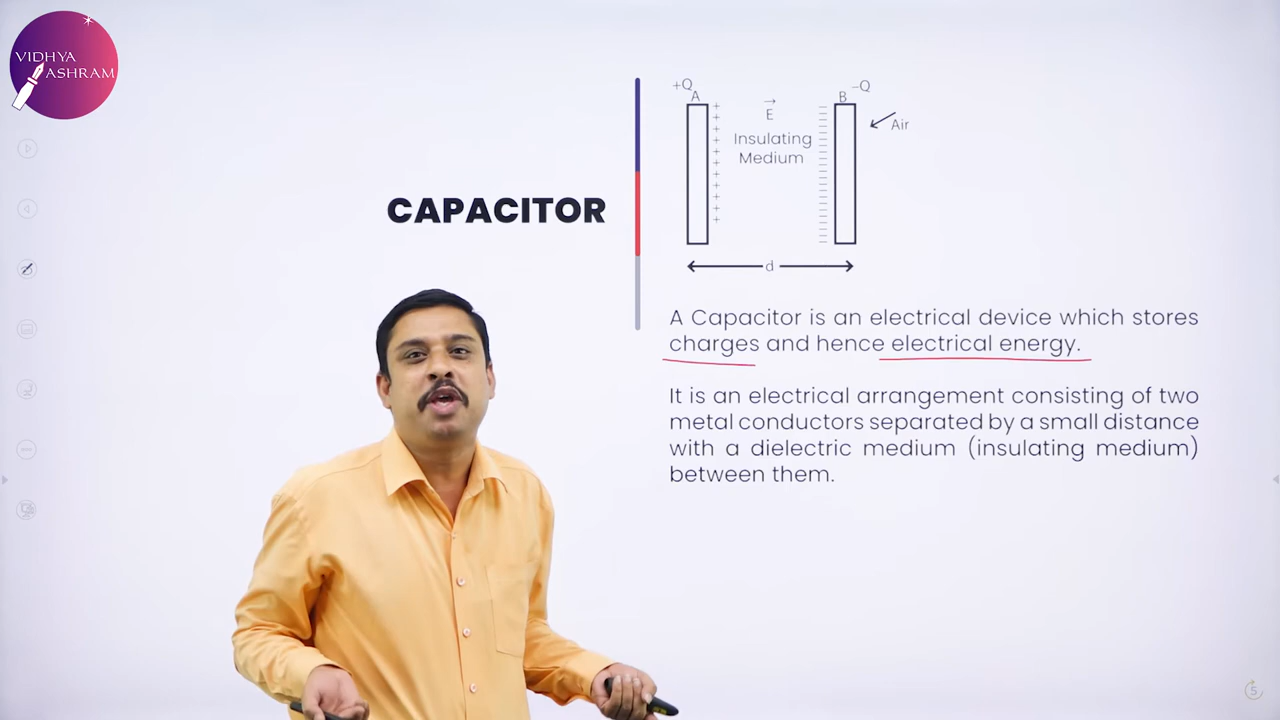 VIDHYA
ASHRAM
+Q
A
B
−Q
→
E
Air
Insulating
Medium
CAPACITOR
d
A Capacitor is an electrical device which stores
charges and hence electrical energy.
It is an electrical arrangement consisting of two
metal conductors separated by a small distance
with a dielectric medium (insulating medium)
between them.
5